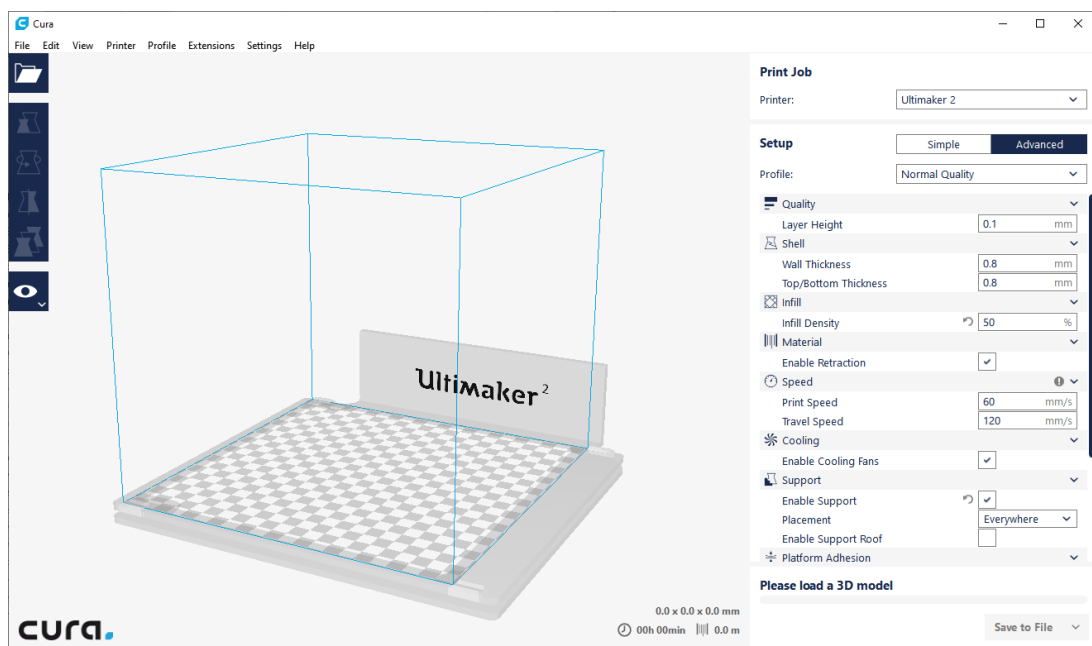 Cura
File Edit View Printer Profile Extensions Settings Help
Print Job
Printer: Ultimaker 2
Setup Simple Advanced
Profile: Normal Quality
Quality
Layer Height 0.1 mm
Shell
Wall Thickness 0.8 mm
Top/Bottom Thickness 0.8 mm
Infill
Infill Density 50 %
Material
Enable Retraction
Speed
Print Speed 60 mm/s
Travel Speed 120 mm/s
Cooling
Enable Cooling Fans
Support
Enable Support
Placement Everywhere
Enable Support Roof
Platform Adhesion
Please load a 3D model
Save to File
Ultimaker 2
0.0 x 0.0 x 0.0 mm
00h 00min 0.0 m
cura.